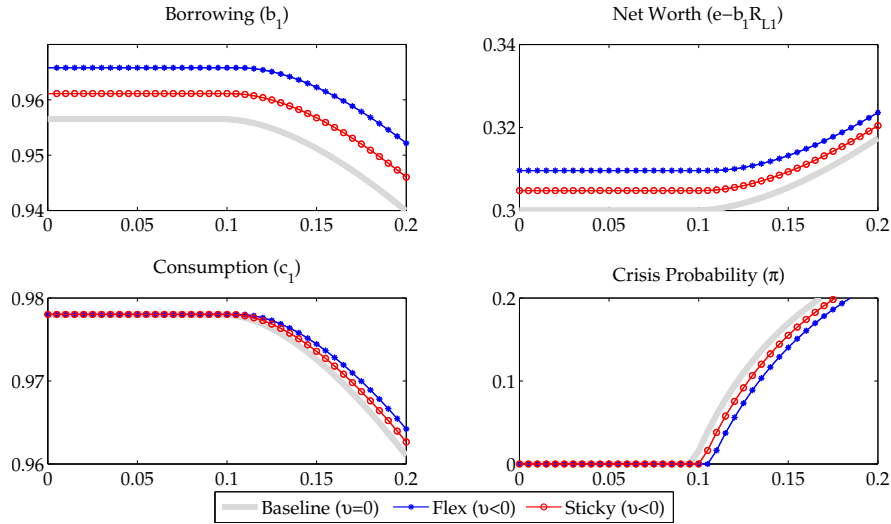 Borrowing (b1)
0.96
0.95
0.94
0 0.05 0.1 0.15 0.2
Net Worth (e−b1RL1)
0.34
0.32
0.3
0 0.05 0.1 0.15 0.2
Consumption (c1)
0.98
0.97
0.96
0 0.05 0.1 0.15 0.2
Crisis Probability (π)
0.2
0.1
0
0 0.05 0.1 0.15 0.2
Baseline (υ=0) Flex (υ<0) Sticky (υ<0)